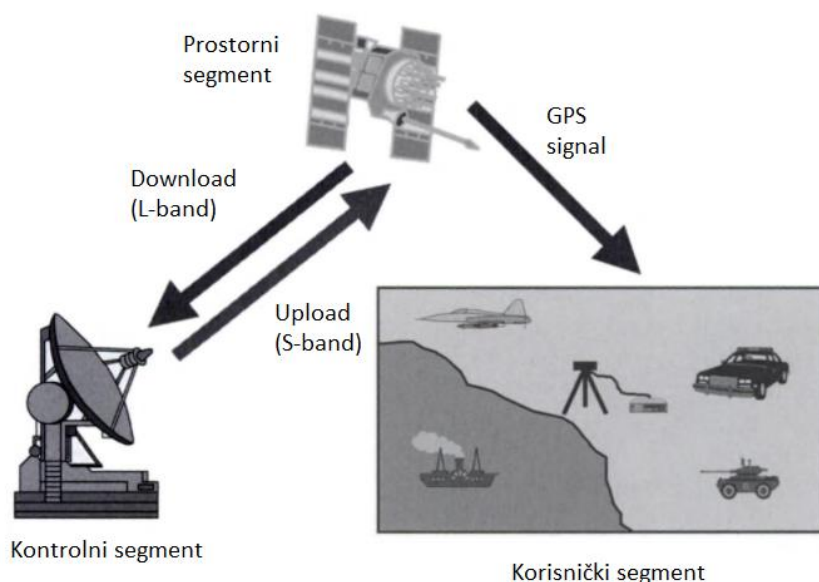 Prostorni
segment
GPS
signal
Download
(L-band)
Upload
(S-band)
Kontrolni segment
Korisnički segment